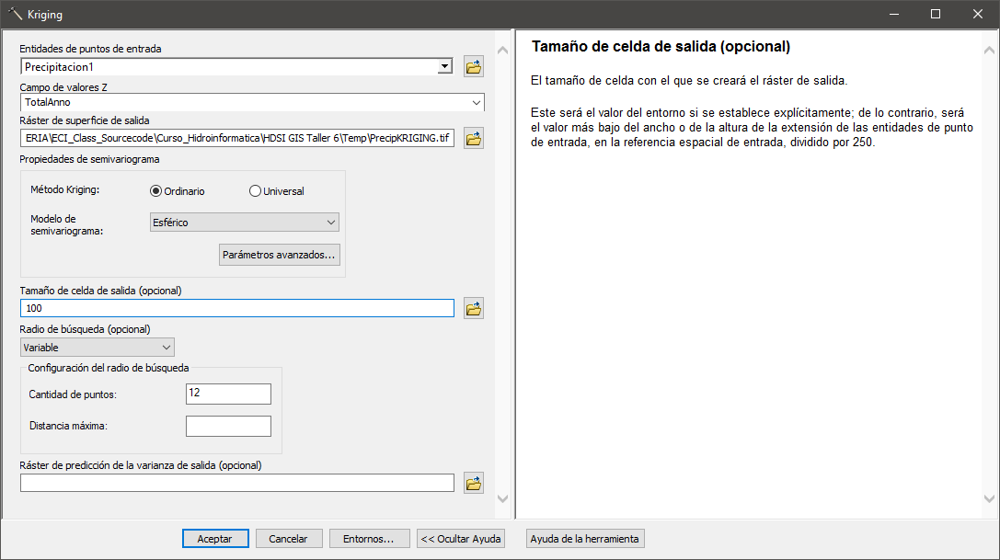 Kriging
Entidades de puntos de entrada
Precipitacion1
Campo de valores Z
TotalAnno
Ráster de superficie de salida
ERIA\ECI_Class_Sourcecode\Curso_Hidroinformatica\HDSI GIS Taller 6\Temp\PrecipKRIGING.tif
Propiedades de semivariograma
Método Kriging:
Ordinario
Universal
Modelo de
semivariograma:
Esférico
Parámetros avanzados...
Tamaño de celda de salida (opcional)
100
Radio de búsqueda (opcional)
Variable
Configuración del radio de búsqueda
Cantidad de puntos:
12
Distancia máxima:
Ráster de predicción de la varianza de salida (opcional)
Tamaño de celda de salida (opcional)
El tamaño de celda con el que se creará el ráster de salida.
Este será el valor del entorno si se establece explícitamente; de lo contrario, será
el valor más bajo del ancho o de la altura de la extensión de las entidades de punto
de entrada, en la referencia espacial de entrada, dividido por 250.
Aceptar
Cancelar
Entornos...
<< Ocultar Ayuda
Ayuda de la herramienta